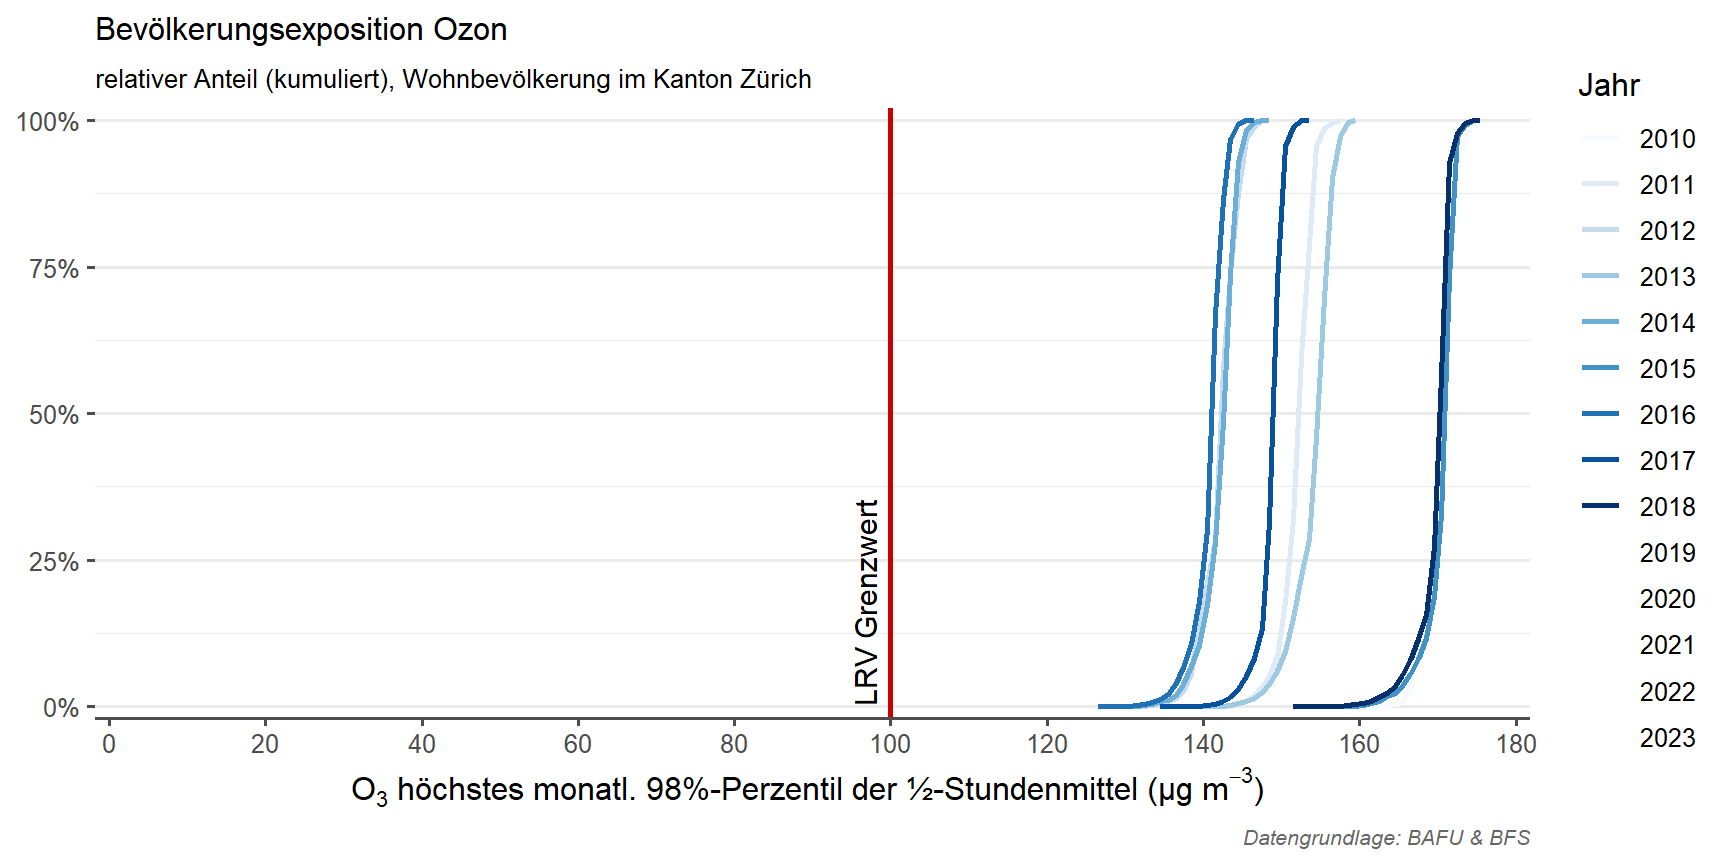 Bevölkerungsexposition Ozon
relativer Anteil (kumuliert), Wohnbevölkerung im Kanton Zürich
100%
75%
50%
25%
0%
LRV Grenzwert
0 20 40 60 80 100 120 140 160 180
O₃ höchstes monatl. 98%-Perzentil der ½-Stundenmittel (µg m⁻³)
Datengrundlage: BAFU & BFS
Jahr
2010
2011
2012
2013
2014
2015
2016
2017
2018
2019
2020
2021
2022
2023